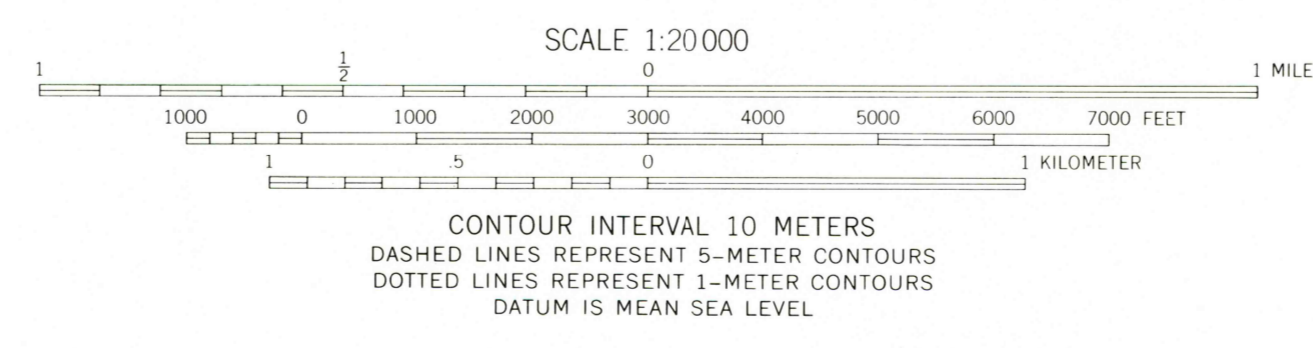 SCALE 1:20 000
1 1/2 0 1 MILE
1000 0 1000 2000 3000 4000 5000 6000 7000 FEET
1 .5 0 1 KILOMETER
CONTOUR INTERVAL 10 METERS
DASHED LINES REPRESENT 5-METER CONTOURS
DOTTED LINES REPRESENT 1-METER CONTOURS
DATUM IS MEAN SEA LEVEL